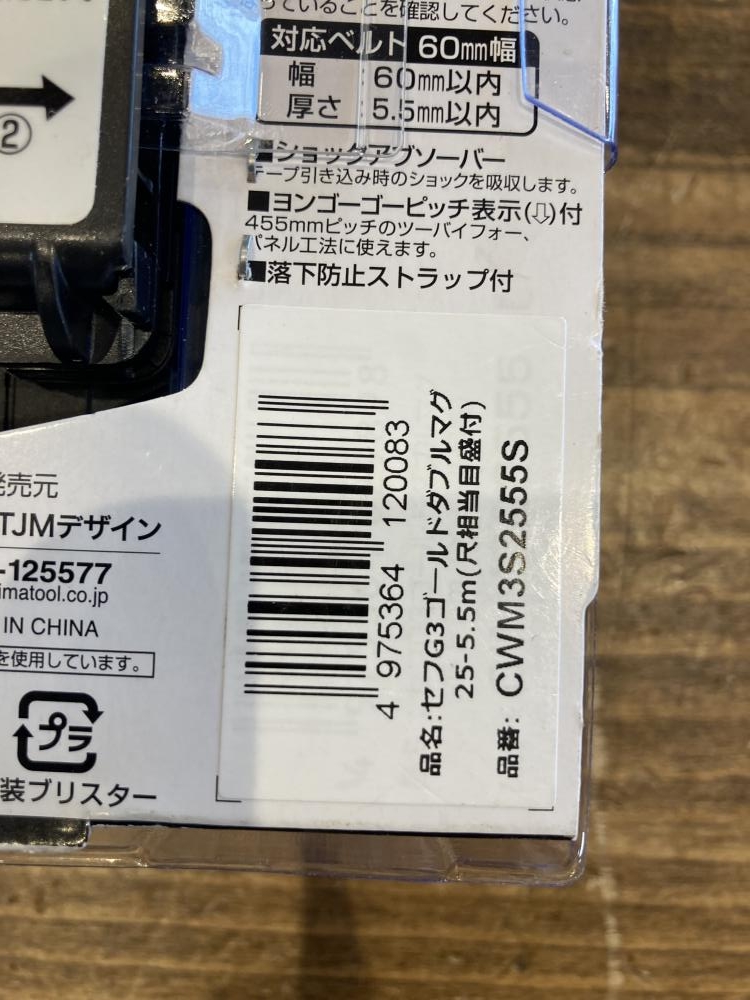 っていることを確認してください。
対応ベルト 60mm幅
幅 :60mm以内
厚さ :5.5mm以内
②
■ショックアブソーバー
テープ引き込み時のショックを吸収します。
■ヨンゴーゴーピッチ表示(⇩)付
455mmピッチのツーバイフォー、
パネル工法に使えます。
■落下防止ストラップ付
発売元
TJMデザイン
-125577
imatool.co.jp
IN CHINA
を使用しています。
プラ
装ブリスター
4 975364 120083
品名:セフG3ゴールドダブルマグ
25-5.5m(尺相当目盛付)
品番: CWM3S2555S